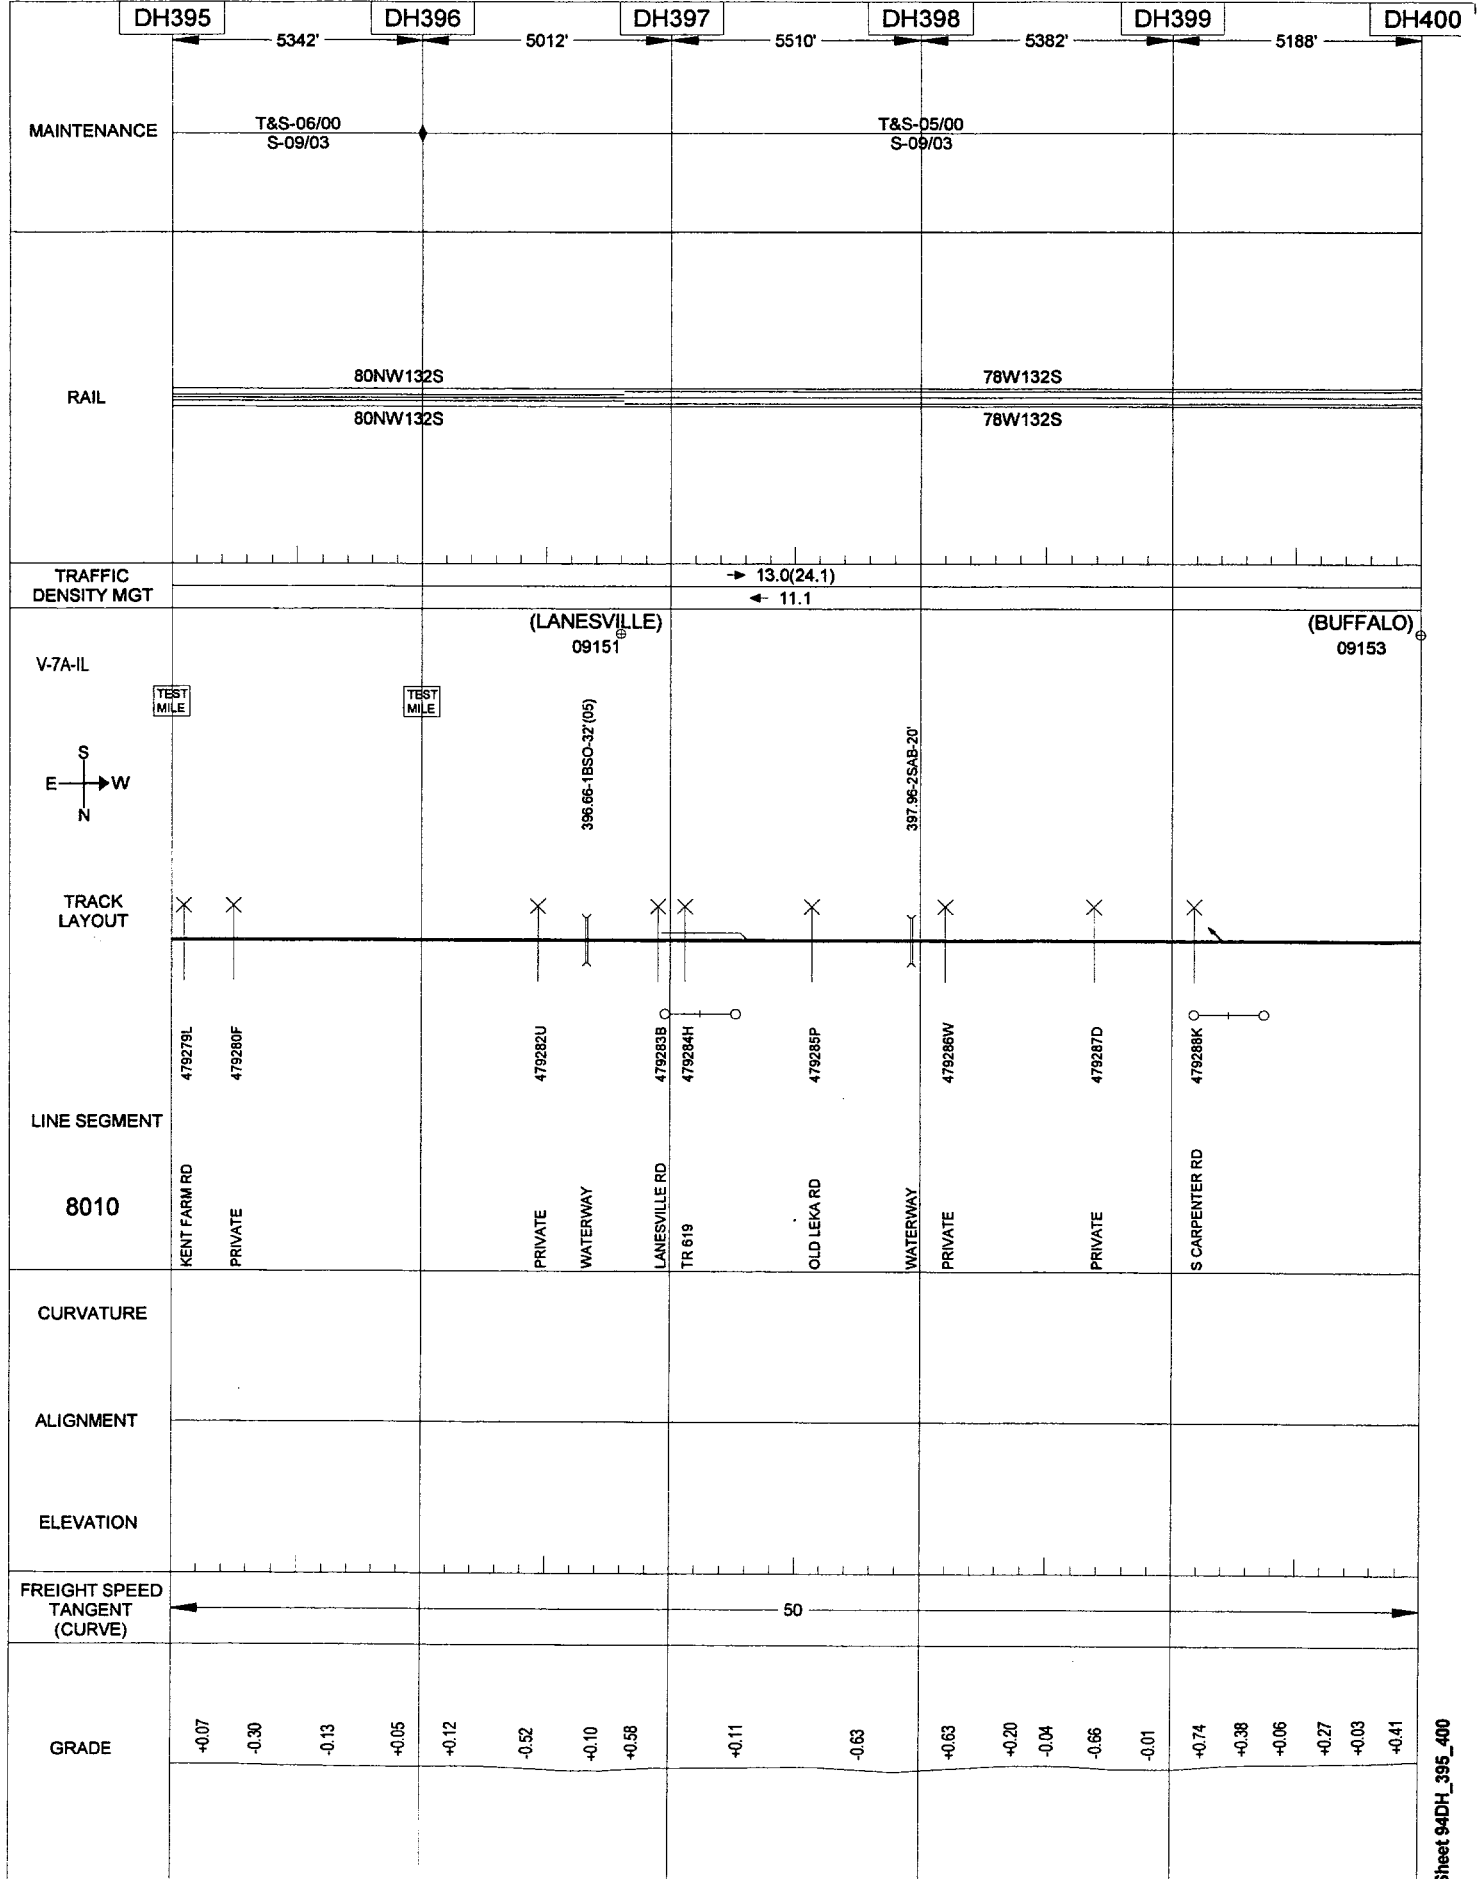 DH395 DH396 DH397 DH398 DH399 DH400
5342' 5012' 5510' 5382' 5188'
MAINTENANCE
T&S-06/00
S-09/03
T&S-05/00
S-09/03
RAIL
80NW132S 78W132S
80NW132S 78W132S
TRAFFIC
DENSITY MGT
13.0(24.1)
11.1
(LANESVILLE)
09151
(BUFFALO)
09153
V-7A-IL
TEST
MILE
TEST
MILE
S
E W
N
396.66-1BSO-32'(05)
397.96-2SAB-20'
TRACK
LAYOUT
479279L
479280F
479282U
479283B
479284H
479285P
479286W
479287D
479288K
LINE SEGMENT
8010
KENT FARM RD
PRIVATE
PRIVATE
WATERWAY
LANESVILLE RD
TR 619
OLD LEKA RD
WATERWAY
PRIVATE
PRIVATE
S CARPENTER RD
CURVATURE
ALIGNMENT
ELEVATION
FREIGHT SPEED
TANGENT
(CURVE)
50
GRADE
+0.07
-0.30
-0.13
+0.05
+0.12
-0.52
+0.10
+0.58
+0.11
-0.63
+0.63
+0.20
-0.04
-0.66
-0.01
+0.74
+0.38
+0.06
+0.27
+0.03
+0.41
Sheet 94DH_395_400